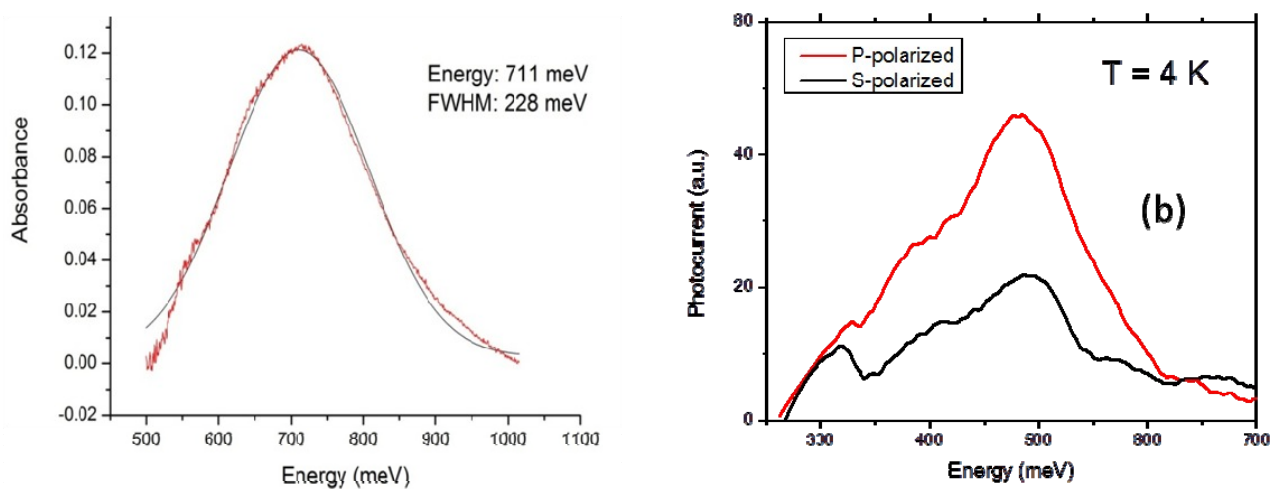 0.12
0.10
0.08
0.06
0.04
0.02
0.00
-0.02
Absorbance
Energy: 711 meV
FWHM: 228 meV
500
600
700
800
900
1000
1100
Energy (meV)
80
40
20
0
Photocurrent (a.u.)
P-polarized
S-polarized
T = 4 K
(b)
330
400
500
600
700
Energy (meV)